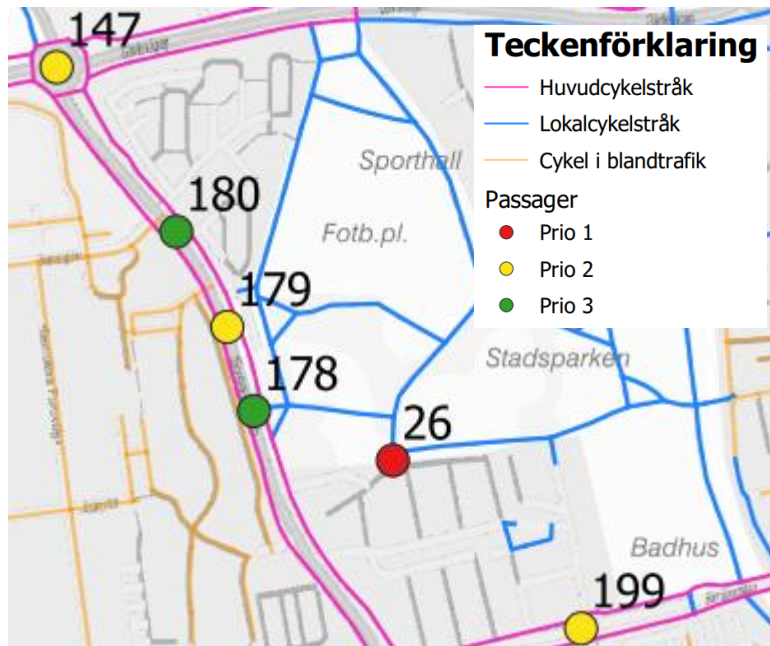 147
Teckenförklaring
Huvudcykelstråk
Lokalcykelstråk
Cykel i blandtrafik
Passager
Prio 1
Prio 2
Prio 3
180
Sporthall
Fotb.pl.
179
178
Stadsparken
26
Badhus
199